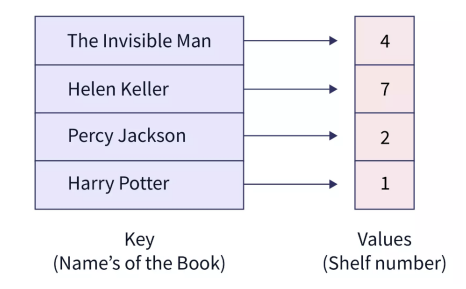 The Invisible Man 4
Helen Keller 7
Percy Jackson 2
Harry Potter 1
Key Values
(Name's of the Book) (Shelf number)